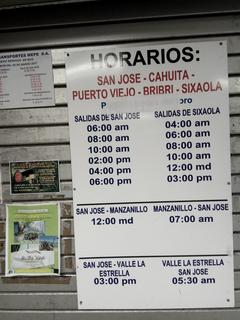 TRANSPORTES MEPE S.A.
HORARIOS:
SAN JOSE - CAHUITA -
PUERTO VIEJO - BRIBRI - SIXAOLA
SALIDAS DE SAN JOSE
06:00 am
08:00 am
10:00 am
02:00 pm
04:00 pm
06:00 pm
SALIDAS DE SIXAOLA
04:00 am
06:00 am
08:00 am
10:00 am
12:00 md
03:00 pm
SAN JOSE - MANZANILLO
12:00 md
MANZANILLO - SAN JOSE
07:00 am
SAN JOSE - VALLE LA
ESTRELLA
03:00 pm
VALLE LA ESTRELLA
SAN JOSE
05:30 am